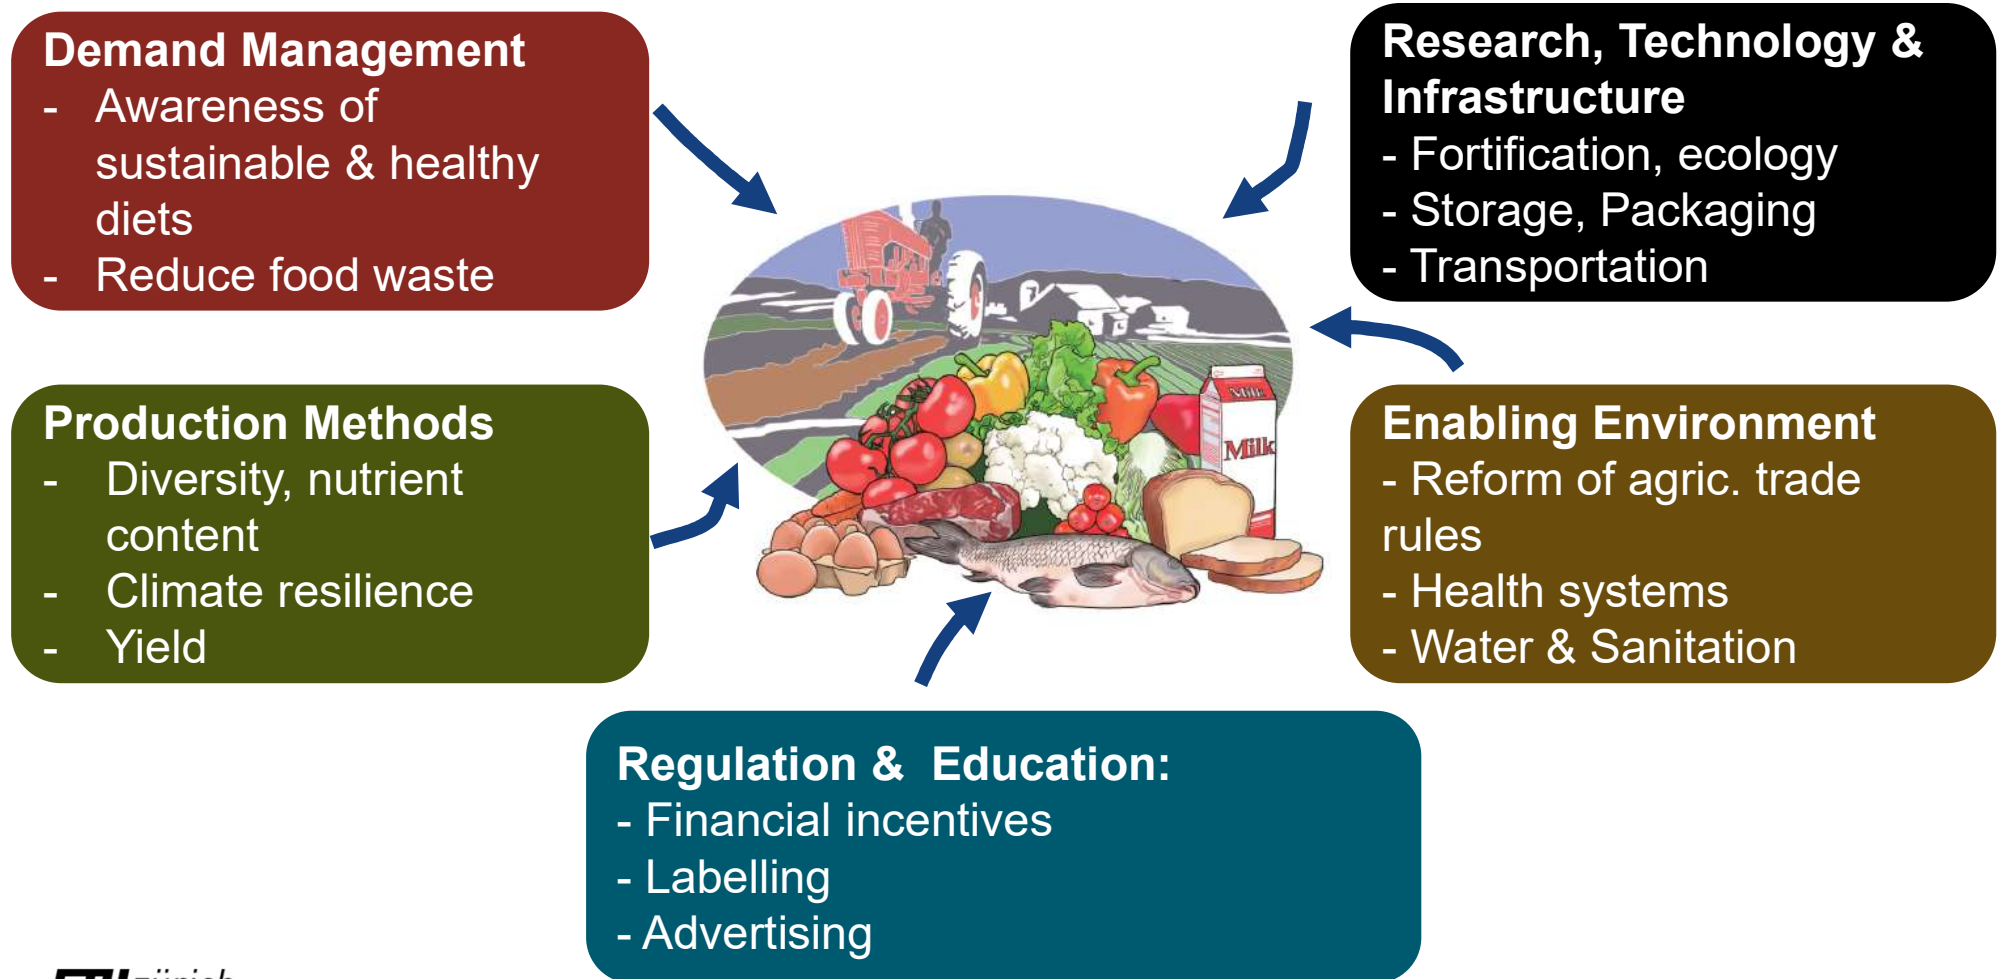 Demand Management
- Awareness of
sustainable & healthy
diets
- Reduce food waste
Research, Technology &
Infrastructure
- Fortification, ecology
- Storage, Packaging
- Transportation
Production Methods
- Diversity, nutrient
content
- Climate resilience
- Yield
Milk
Milk
Enabling Environment
- Reform of agric. trade
rules
- Health systems
- Water & Sanitation
Regulation & Education:
- Financial incentives
- Labelling
- Advertising